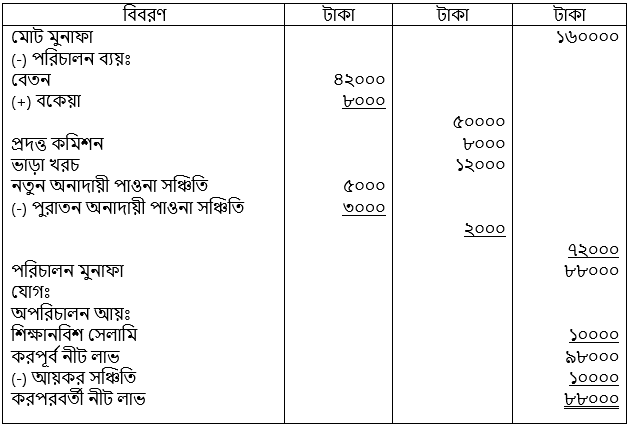 বিবরণ টাকা টাকা টাকা
মোট মুনাফা ১৬০০০০
(-) পরিচালন ব্যয়ঃ
বেতন ৪২০০০
(+) বকেয়া ৮০০০
৫০০০০
প্রদত্ত কমিশন ৮০০০
ভাড়া খরচ ১২০০০
নতুন অনাদায়ী পাওনা সঞ্চিতি ৫০০০
(-) পুরাতন অনাদায়ী পাওনা সঞ্চিতি ৩০০০
২০০০
৭২০০০
পরিচালন মুনাফা ৮৮০০০
যোগঃ
অপরিচালন আয়ঃ
শিক্ষানবিশ সেলামি ১০০০০
করপূর্ব নীট লাভ ৯৮০০০
(-) আয়কর সঞ্চিতি ১০০০০
করপরবর্তী নীট লাভ ৮৮০০০